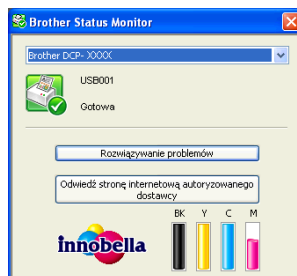 Brother Status Monitor
Brother DCP- XXXX
USB001
Gotowa
Rozwiązywanie problemów
Odwiedź stronę internetową autoryzowanego
dostawcy
BK Y C M
innobella